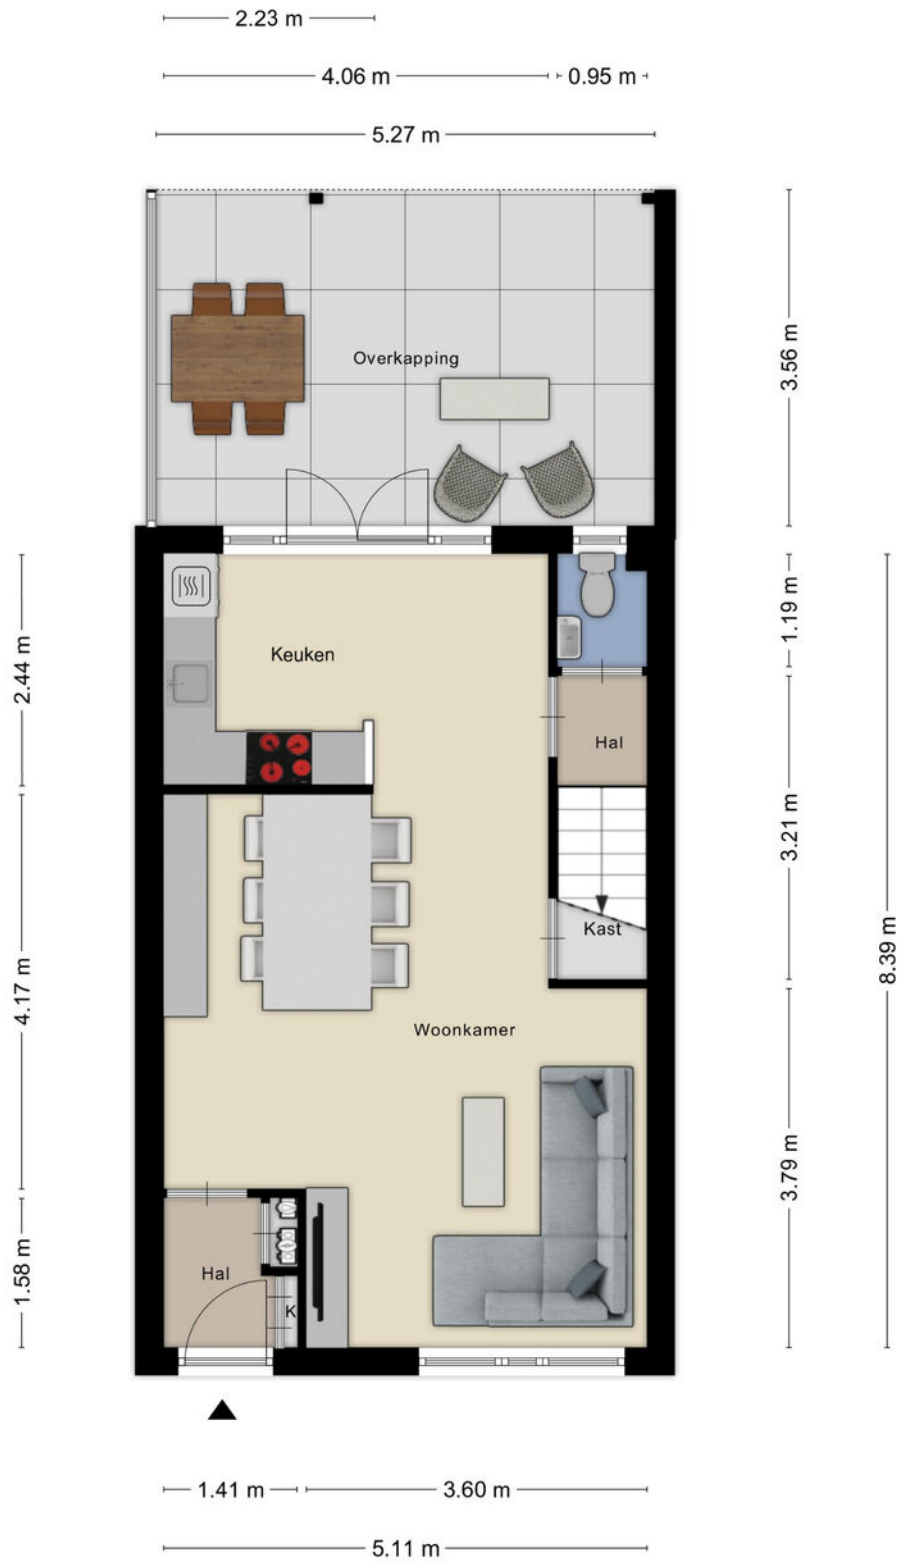 2.23 m
4.06 m
0.95 m
5.27 m
Overkapping
3.56 m
Keuken
2.44 m
1.19 m
Hal
3.21 m
Kast
8.39 m
4.17 m
Woonkamer
3.79 m
Hal
1.58 m
K
1.41 m
3.60 m
5.11 m